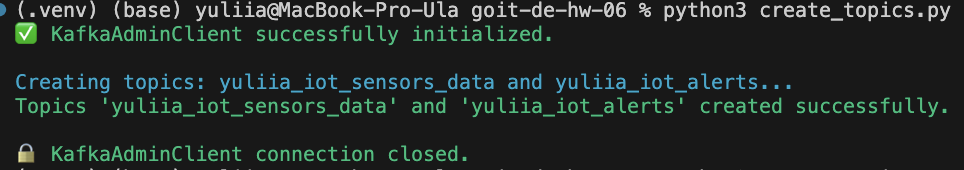 (.venv) (base) yuliia@MacBook-Pro-Ula goit-de-hw-06 % python3 create_topics.py
✅ KafkaAdminClient successfully initialized.
Creating topics: yuliia_iot_sensors_data and yuliia_iot_alerts...
Topics 'yuliia_iot_sensors_data' and 'yuliia_iot_alerts' created successfully.
🔒 KafkaAdminClient connection closed.